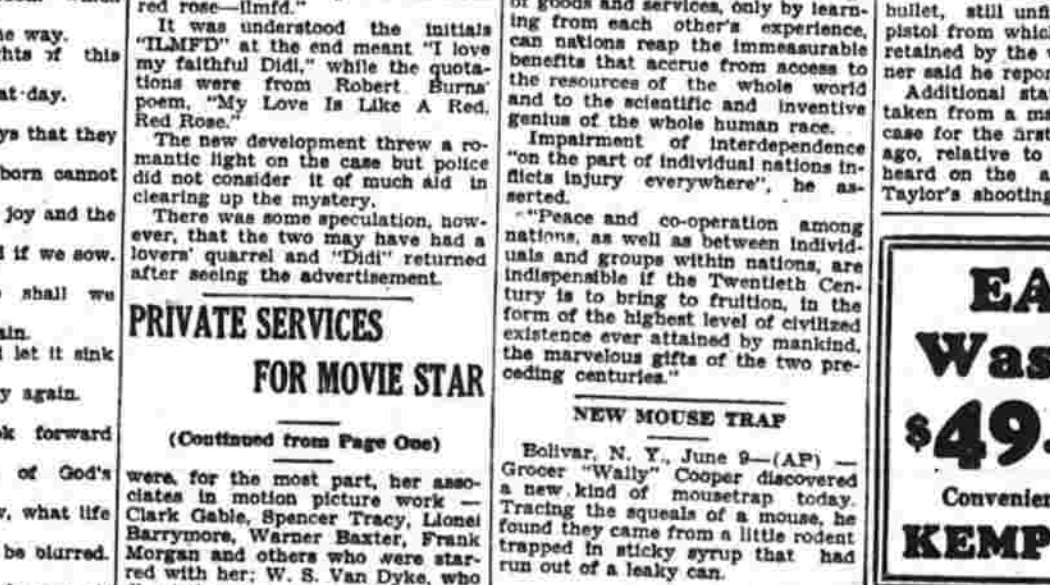 he way.
this
at day.
ys that they
born cannot
joy and the
if we sow.
shall we
ain.
let it sink
y again.
ok forward
of God's
what life
be blurred.
red rose—ilmfd."
It was understood the initials
"ILMFD" at the end meant "I love
my faithful Didi," while the quota-
tions were from Robert Burns'
poem, "My Love Is Like A Red,
Red Rose."
The new development threw a ro-
mantic light on the case but police
did not consider it of much aid in
clearing up the mystery.
There was some speculation, how-
ever, that the two may have had a
lovers' quarrel and "Didi" returned
after seeing the advertisement.
PRIVATE SERVICES
FOR MOVIE STAR
(Continued from Page One)
were, for the most part, her asso-
ciates in motion picture work —
Clark Gable, Spencer Tracy, Lionel
Barrymore, Warner Baxter, Frank
Morgan and others who were star-
red with her; W. S. Van Dyke, who
of goods and services, only by learn-
ing from each other's experience,
can nations reap the immeasurable
benefits that accrue from access to
the resources of the whole world
and to the scientific and inventive
genius of the whole human race.
Impairment of interdependence
"on the part of individual nations in-
flicts injury everywhere", he as-
serted.
"Peace and co-operation among
nations, as well as between individ-
uals and groups within nations, are
indispensible if the Twentieth Cen-
tury is to bring to fruition, in the
form of the highest level of civilized
existence ever attained by mankind,
the marvelous gifts of the two pre-
ceding centuries."
NEW MOUSE TRAP
Bolivar, N. Y., June 9—(AP) —
Grocer "Wally" Cooper discovered
a new kind of mousetrap today.
Tracing the squeals of a mouse, he
found they came from a little rodent
trapped in sticky syrup that had
run out of a leaky can.
bullet, still unfi
pistol from whic
retained by the
ner said he repor
Additional sta
taken from a ma
case for the first
ago, relative to
heard on the a
Taylor's shooting
EA
Was
$49.
Convenien
KEMP